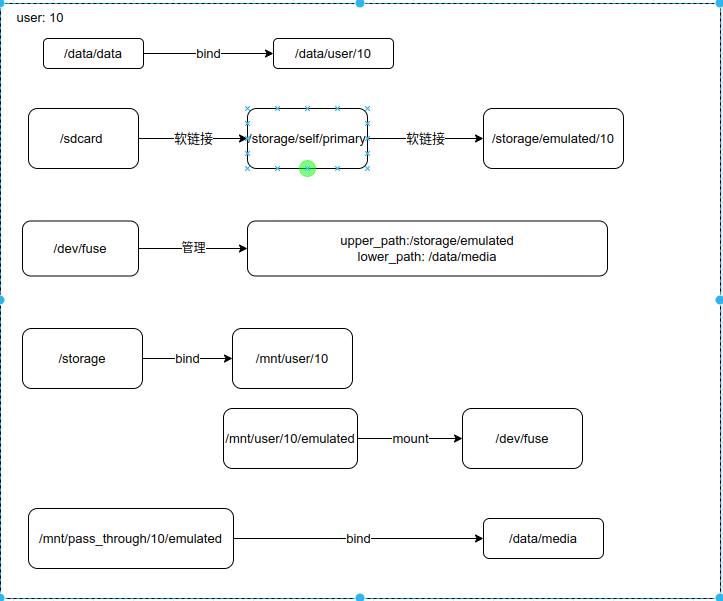 user: 10
/data/data
bind
/data/user/10
/sdcard
软链接
/storage/self/primary
软链接
/storage/emulated/10
/dev/fuse
管理
upper_path:/storage/emulated
lower_path: /data/media
/storage
bind
/mnt/user/10
/mnt/user/10/emulated
mount
/dev/fuse
/mnt/pass_through/10/emulated
bind
/data/media